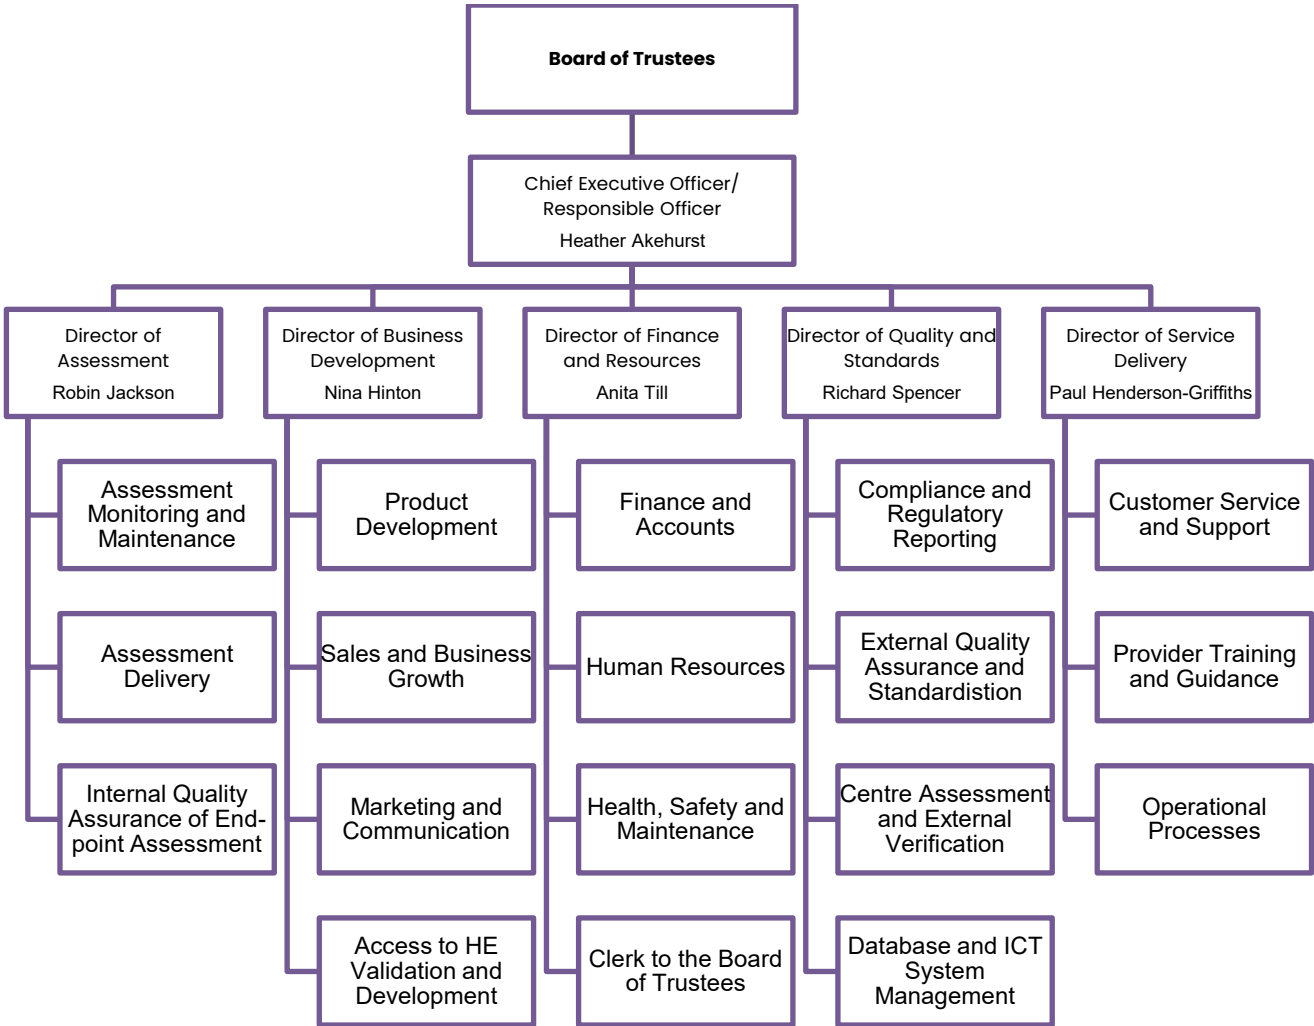 Board of Trustees
Chief Executive Officer/
Responsible Officer
Heather Akehurst
Director of
Assessment
Robin Jackson
Director of Business
Development
Nina Hinton
Director of Finance
and Resources
Anita Till
Director of Quality and
Standards
Richard Spencer
Director of Service
Delivery
Paul Henderson-Griffiths
Assessment
Monitoring and
Maintenance
Product
Development
Finance and
Accounts
Compliance and
Regulatory
Reporting
Customer Service
and Support
Assessment
Delivery
Sales and Business
Growth
Human Resources
External Quality
Assurance and
Standardistion
Provider Training
and Guidance
Internal Quality
Assurance of End-
point Assessment
Marketing and
Communication
Health, Safety and
Maintenance
Centre Assessment
and External
Verification
Operational
Processes
Access to HE
Validation and
Development
Clerk to the Board
of Trustees
Database and ICT
System
Management